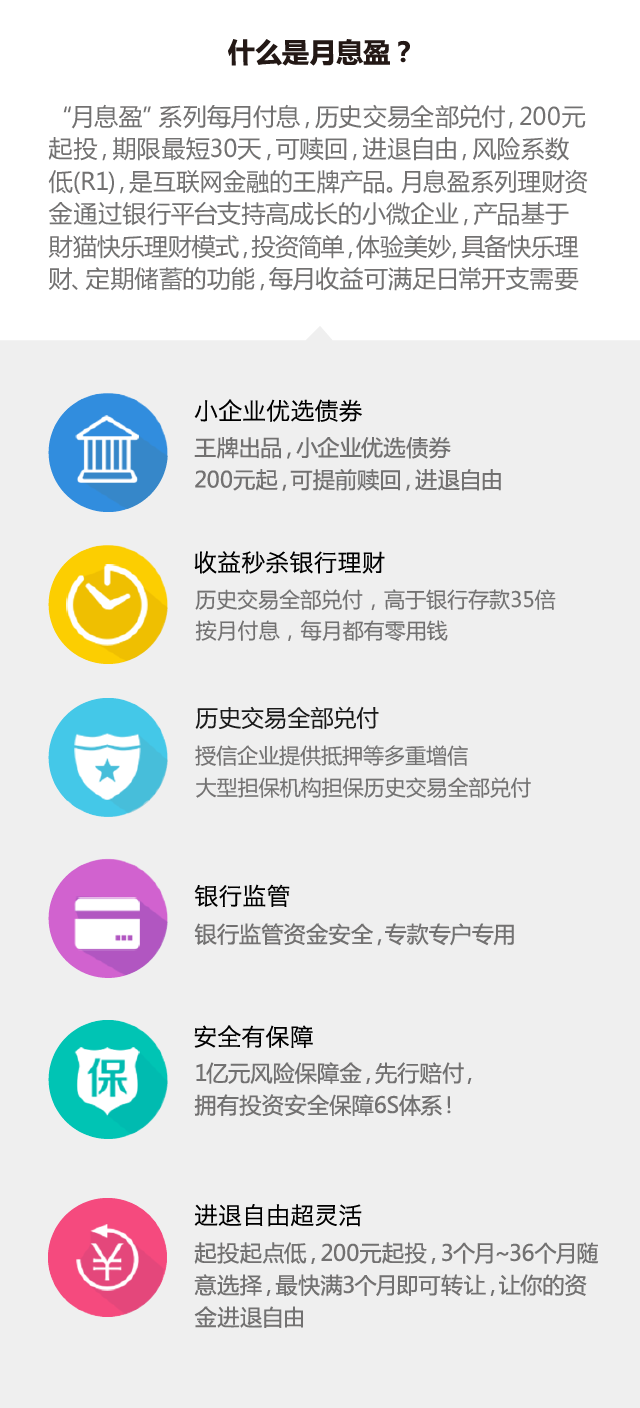 什么是月息盈？
“月息盈”系列每月付息,历史交易全部兑付,200元
起投,期限最短30天,可赎回,进退自由,风险系数
低(R1),是互联网金融的王牌产品。月息盈系列理财资
金通过银行平台支持高成长的小微企业,产品基于
財猫快乐理财模式,投资简单,体验美妙,具备快乐理
财、定期储蓄的功能,每月收益可满足日常开支需要
小企业优选债券
王牌出品,小企业优选债券
200元起,可提前赎回,进退自由
收益秒杀银行理财
历史交易全部兑付，高于银行存款35倍
按月付息，每月都有零用钱
历史交易全部兑付
授信企业提供抵押等多重增信
大型担保机构担保历史交易全部兑付
银行监管
银行监管资金安全,专款专户专用
保
安全有保障
1亿元风险保障金,先行赔付,
拥有投资安全保障6S体系!
¥
进退自由超灵活
起投起点低,200元起投,3个月~36个月随
意选择,最快满3个月即可转让,让你的资
金进退自由